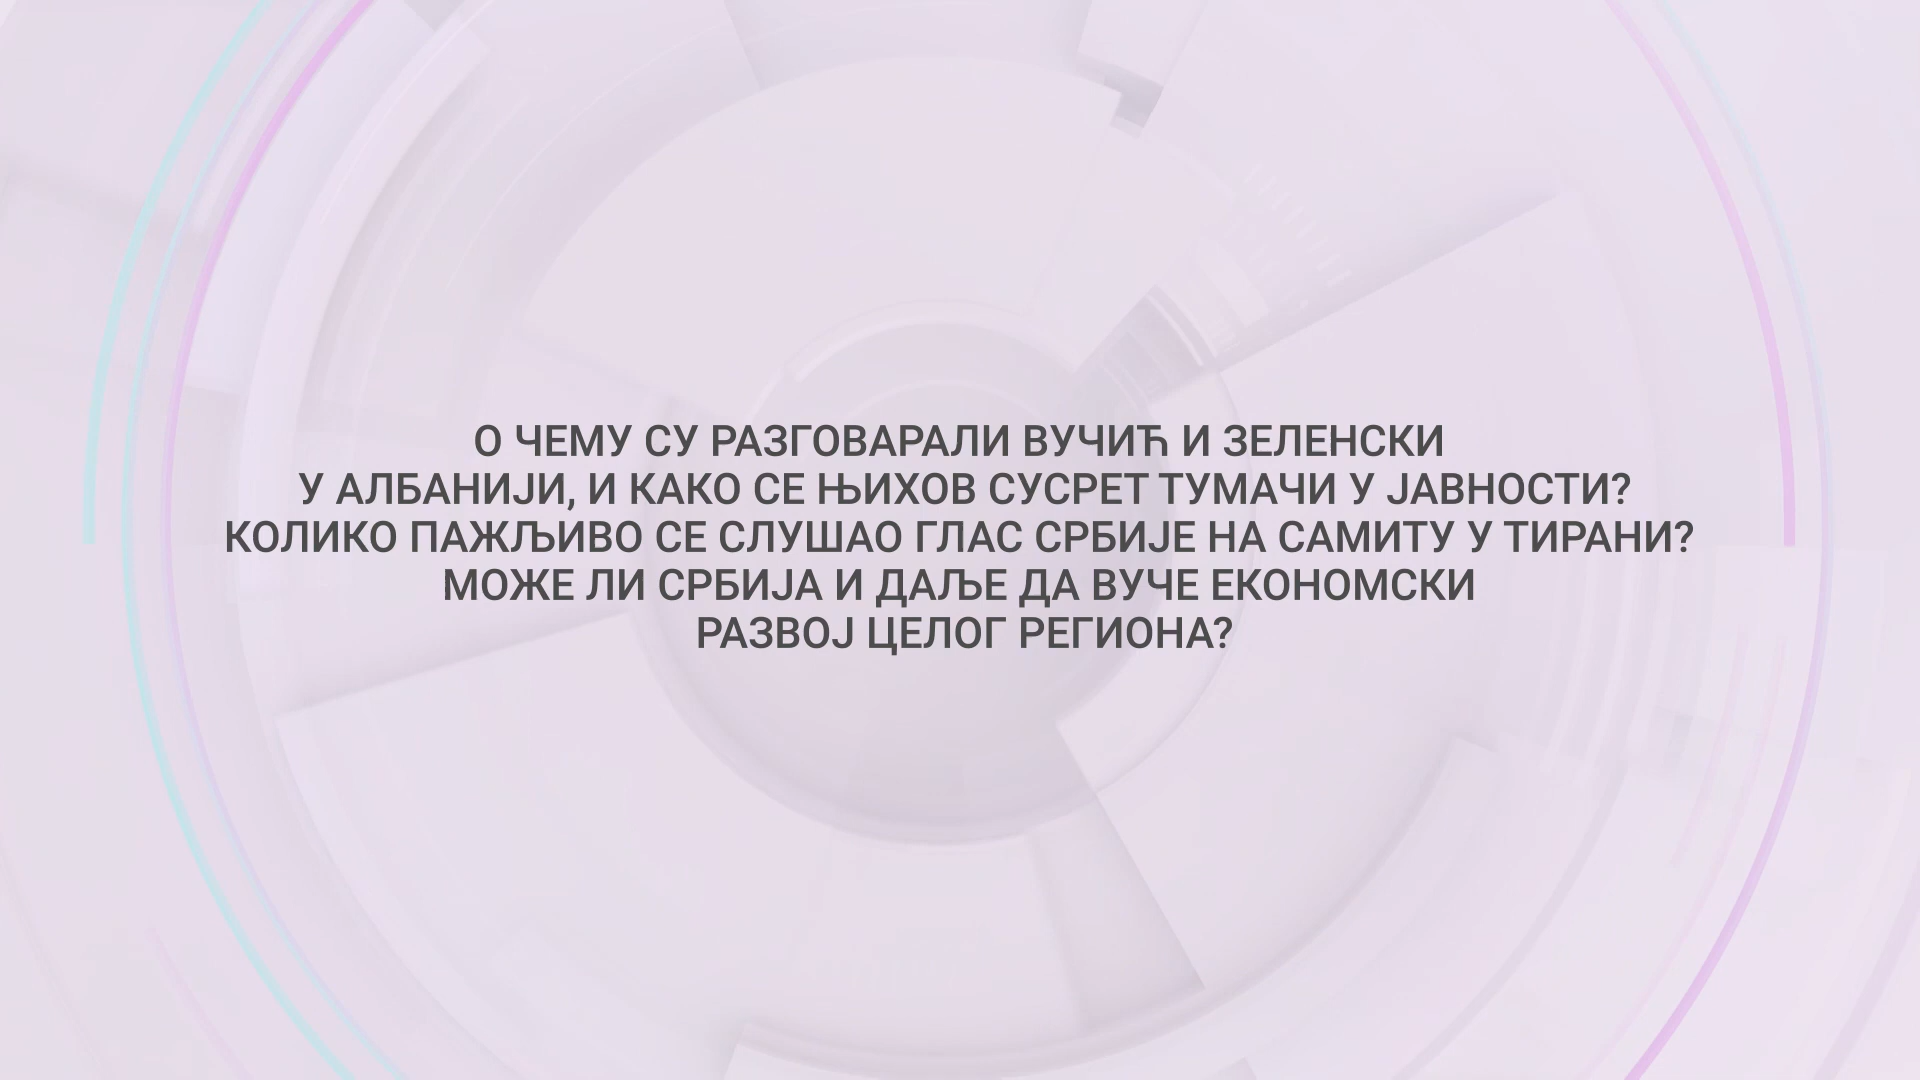 О ЧЕМУ СУ РАЗГОВАРАЛИ ВУЧИЋ И ЗЕЛЕНСКИ
У АЛБАНИЈИ, И КАКО СЕ ЊИХОВ СУСРЕТ ТУМАЧИ У ЈАВНОСТИ?
КОЛИКО ПАЖЉИВО СЕ СЛУШАО ГЛАС СРБИЈЕ НА САМИТУ У ТИРАНИ?
МОЖЕ ЛИ СРБИЈА И ДАЉЕ ДА ВУЧЕ ЕКОНОМСКИ
РАЗВОЈ ЦЕЛОГ РЕГИОНА?